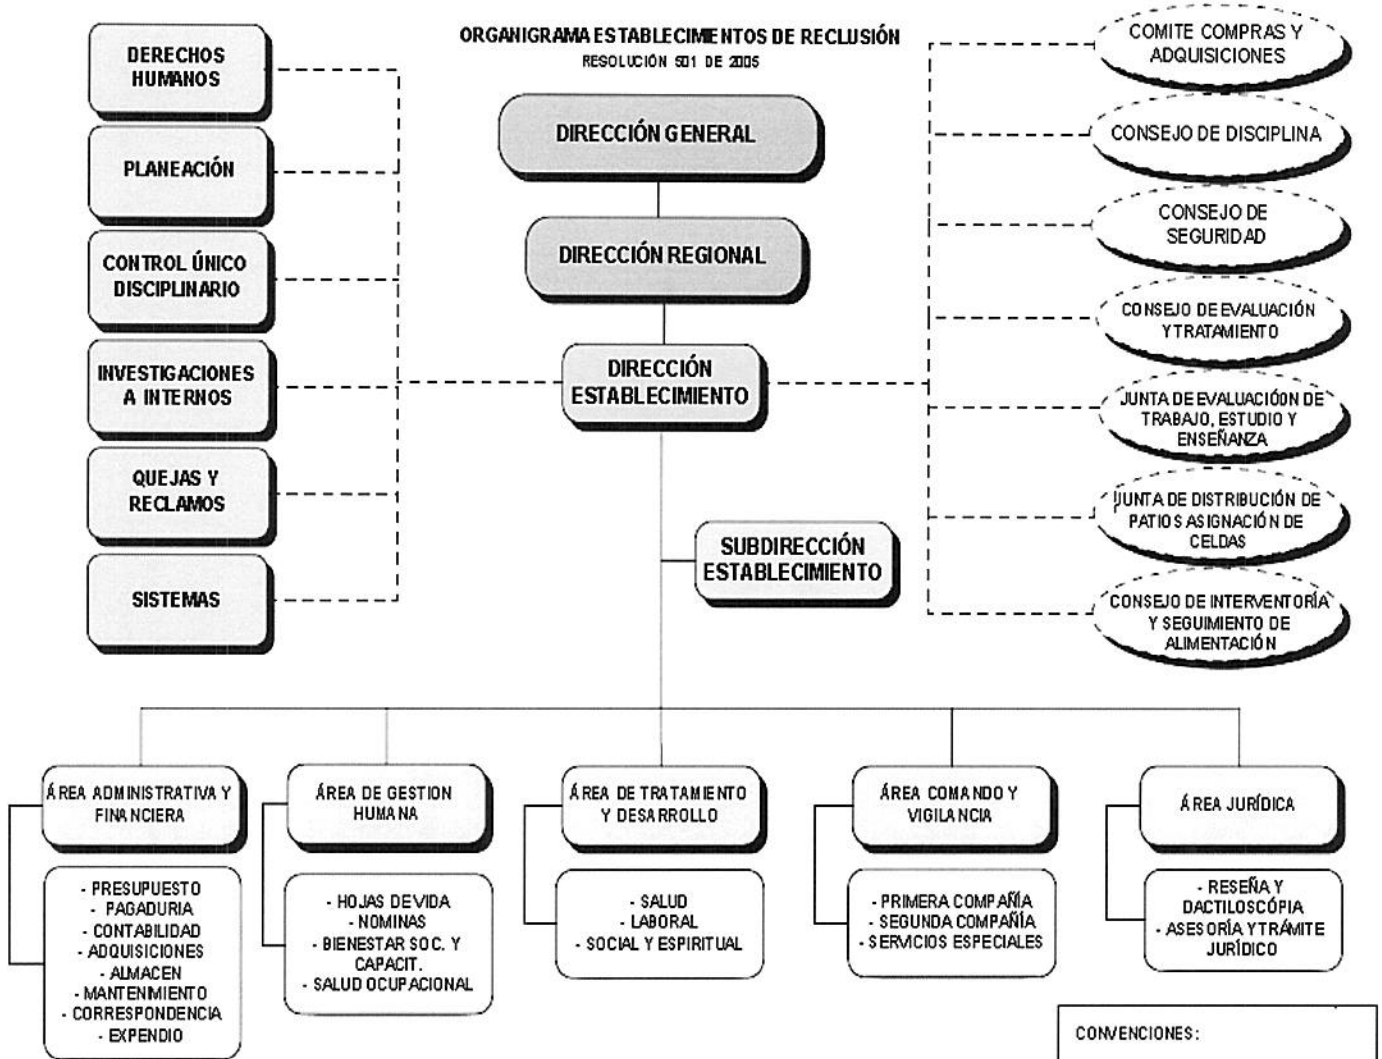 ORGANIGRAMA ESTABLECIMIENTOS DE RECLUSIÓN
RESOLUCIÓN 501 DE 2005
DERECHOS
HUMANOS
PLANEACIÓN
CONTROL ÚNICO
DISCIPLINARIO
INVESTIGACIONES
A INTERNOS
QUEJAS Y
RECLAMOS
SISTEMAS
DIRECCIÓN GENERAL
DIRECCIÓN REGIONAL
DIRECCIÓN
ESTABLECIMIENTO
SUBDIRECCIÓN
ESTABLECIMIENTO
COMITE COMPRAS Y
ADQUISICIONES
CONSEJO DE DISCIPLINA
CONSEJO DE
SEGURIDAD
CONSEJO DE EVALUACIÓN
Y TRATAMIENTO
JUNTA DE EVALUACIÓON DE
TRABAJO, ESTUDIO Y
ENSEÑANZA
JUNTA DE DISTRIBUCIÓN DE
PATIOS ASIGNACIÓN DE
CELDAS
CONSEJO DE INTERVENTORÍA
Y SEGUIMIENTO DE
ALIMENTACIÓN
ÁREA ADMINISTRATIVA Y
FINANCIERA
- PRESUPUESTO
- PAGADURIA
- CONTABILIDAD
- ADQUISICIONES
- ALMACEN
- MANTENIMIENTO
- CORRESPONDENCIA
- EXPENDIO
ÁREA DE GESTION
HUMANA
- HOJAS DE VIDA
- NOMINAS
- BIENESTAR SOC. Y
CAPACIT.
- SALUD OCUPACIONAL
ÁREA DE TRATAMIENTO
Y DESARROLLO
- SALUD
- LABORAL
- SOCIAL Y ESPIRITUAL
ÁREA COMANDO Y
VIGILANCIA
- PRIMERA COMPAÑÍA
- SEGUNDA COMPAÑÍA
- SERVICIOS ESPECIALES
ÁREA JURÍDICA
- RESEÑA Y
DACTILOSCÓPIA
- ASESORÍA Y TRÁMITE
JURÍDICO
CONVENCIONES: